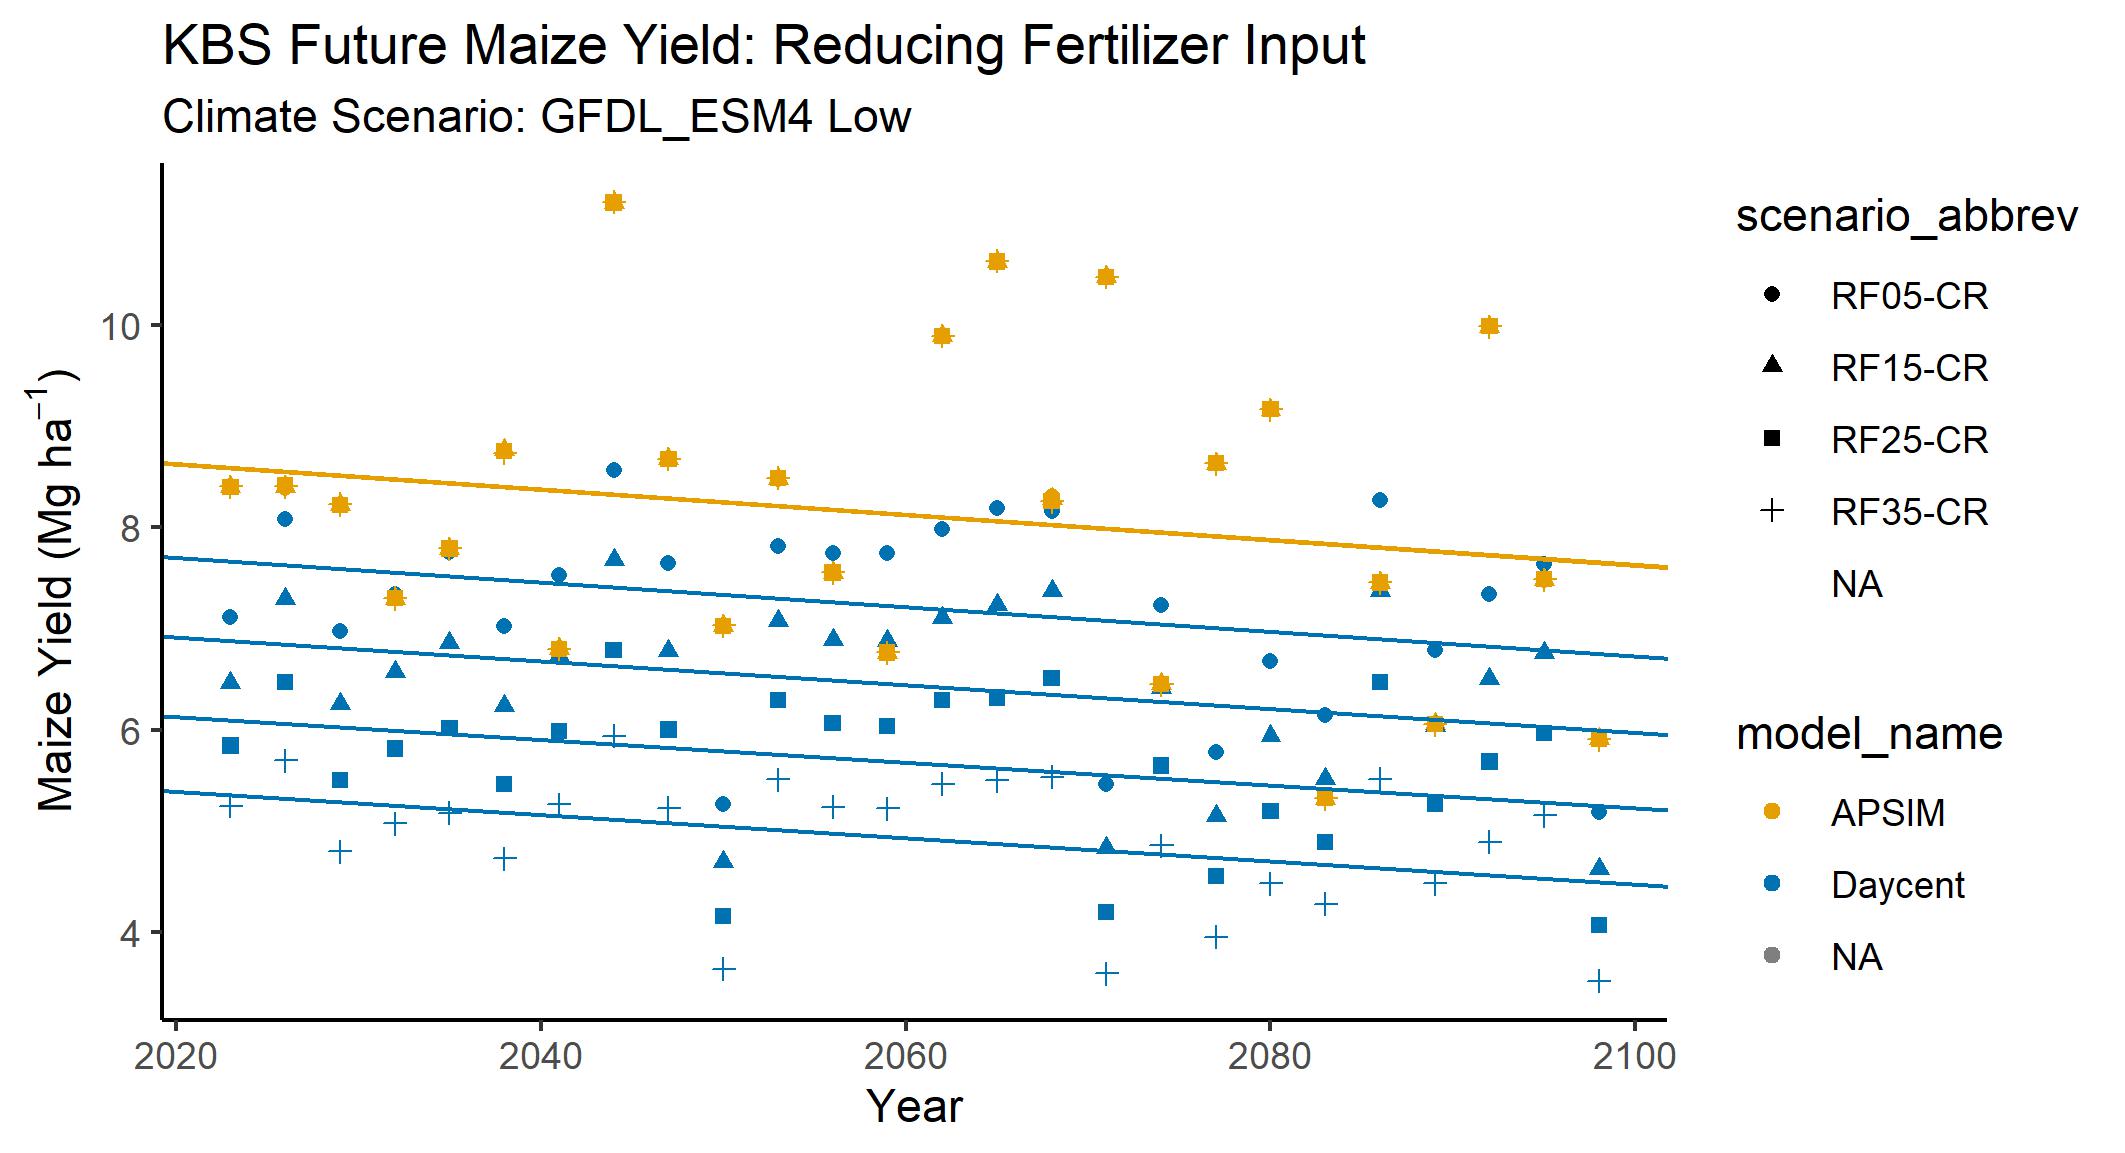 KBS Future Maize Yield: Reducing Fertilizer Input
Climate Scenario: GFDL_ESM4 Low
Maize Yield (Mg ha⁻¹)
10
8
6
4
2020 2040 2060 2080 2100
Year
scenario_abbrev
RF05-CR
RF15-CR
RF25-CR
RF35-CR
NA
model_name
APSIM
Daycent
NA